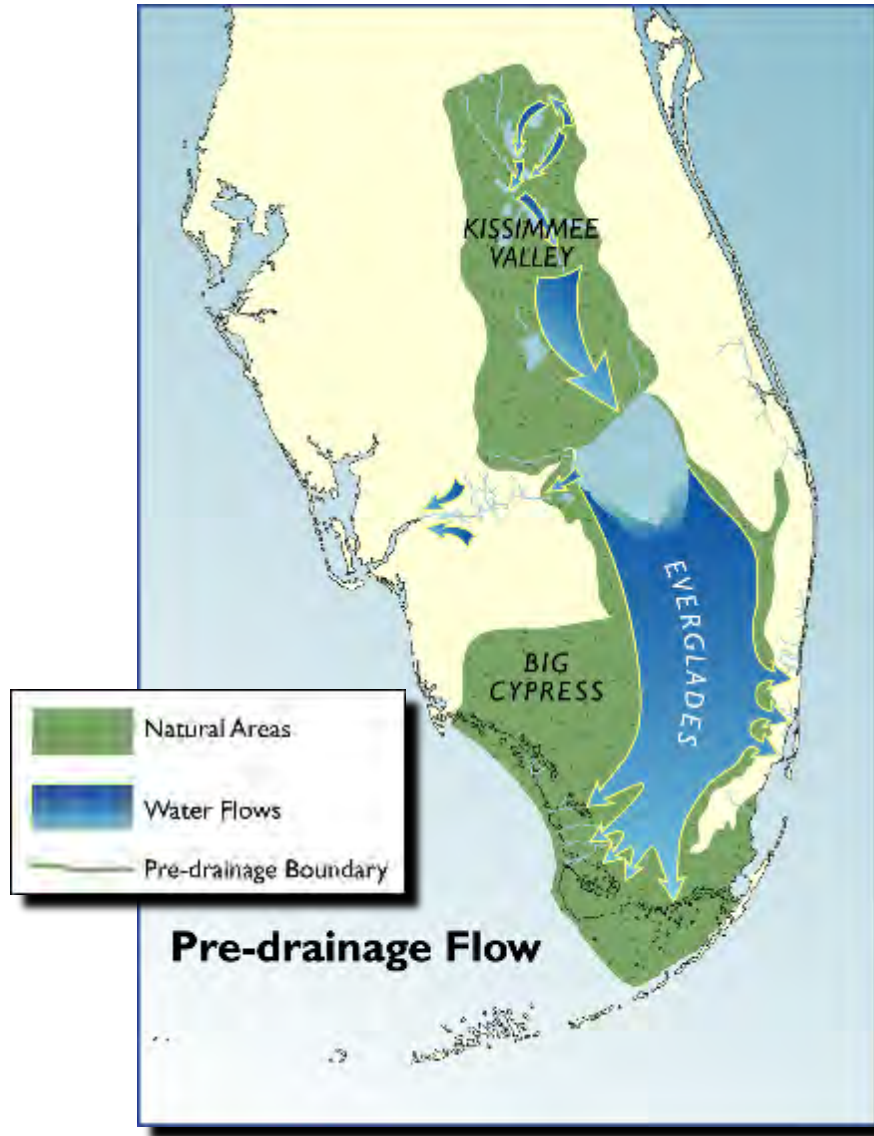 KISSIMMEE
VALLEY
EVERGLADES
BIG
CYPRESS
Natural Areas
Water Flows
Pre-drainage Boundary
Pre-drainage Flow